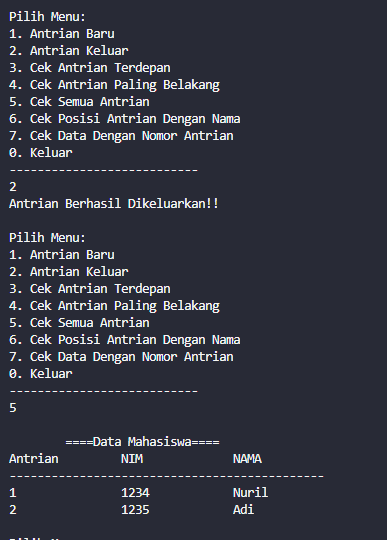 Pilih Menu:
1. Antrian Baru
2. Antrian Keluar
3. Cek Antrian Terdepan
4. Cek Antrian Paling Belakang
5. Cek Semua Antrian
6. Cek Posisi Antrian Dengan Nama
7. Cek Data Dengan Nomor Antrian
0. Keluar
---------------------------
2
Antrian Berhasil Dikeluarkan!!

Pilih Menu:
1. Antrian Baru
2. Antrian Keluar
3. Cek Antrian Terdepan
4. Cek Antrian Paling Belakang
5. Cek Semua Antrian
6. Cek Posisi Antrian Dengan Nama
7. Cek Data Dengan Nomor Antrian
0. Keluar
---------------------------
5

====Data Mahasiswa====
Antrian NIM NAMA
---------------------------------------------
1 1234 Nuril
2 1235 Adi